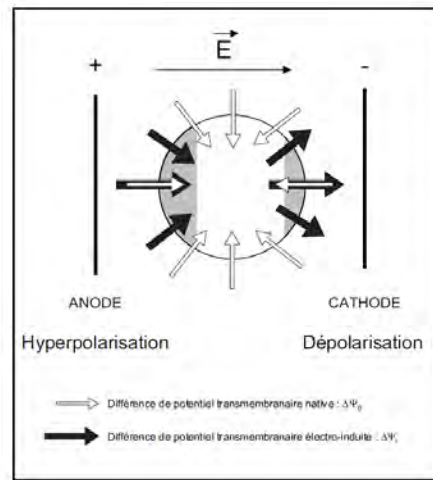 E
+ -
ANODE CATHODE
Hyperpolarisation Dépolarisation
Différence de potentiel transmembranaire native : ΔΨ₀
Différence de potentiel transmembranaire électro-induite : ΔΨᵢ